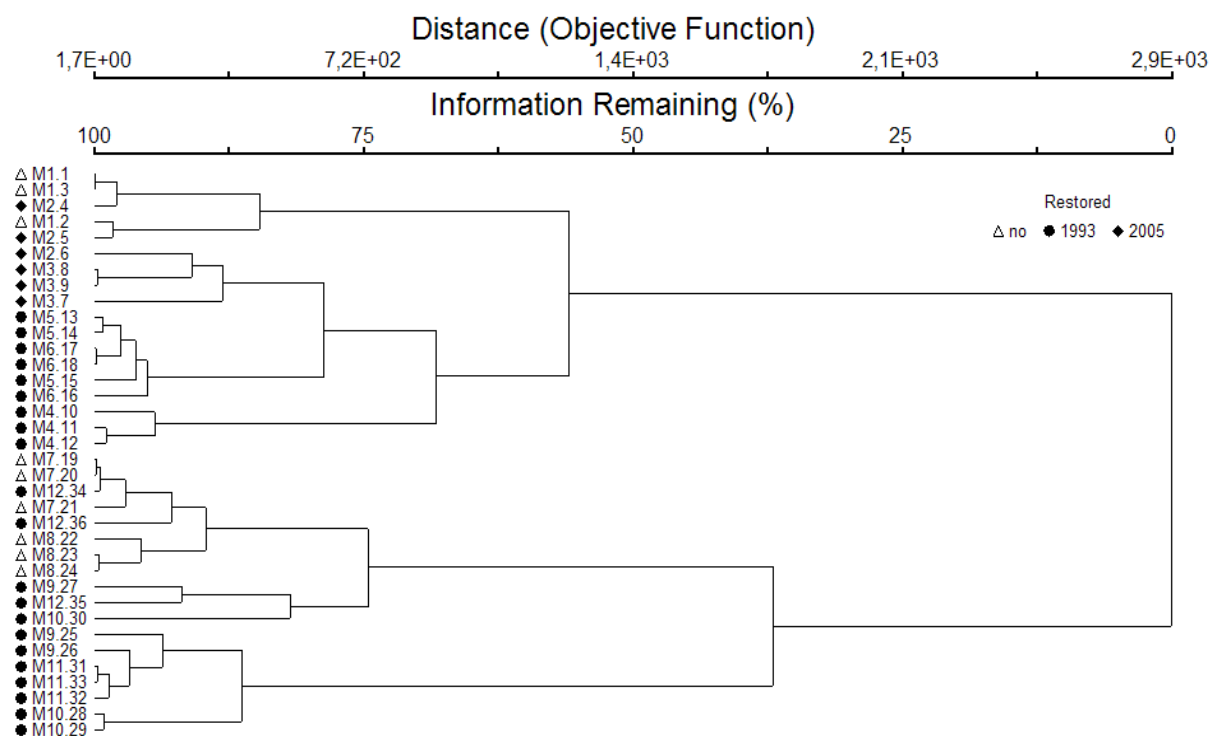 Distance (Objective Function)
1,7E+00 7,2E+02 1,4E+03 2,1E+03 2,9E+03
Information Remaining (%)
100 75 50 25 0
M1.1
M1.3
M2.4
M1.2
M2.5
M2.6
M3.8
M3.9
M3.7
M5.13
M5.14
M6.17
M6.18
M5.15
M6.16
M4.10
M4.11
M4.12
M7.19
M7.20
M12.34
M7.21
M12.36
M8.22
M8.23
M8.24
M9.27
M12.35
M10.30
M9.25
M9.26
M11.31
M11.33
M11.32
M10.28
M10.29
Restored
no 1993 2005